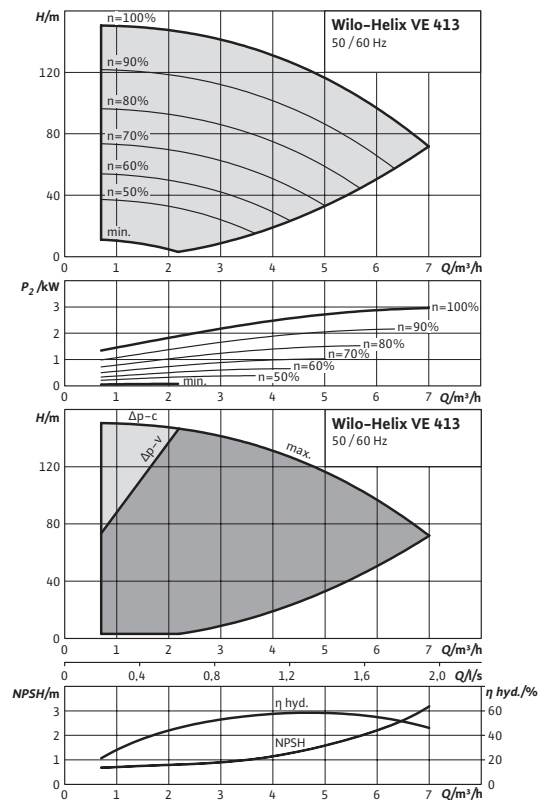 H/m
n=100%
Wilo-Helix VE 413
50 / 60 Hz
n=90%
120
n=80%
80
n=70%
n=60%
40
n=50%
min.
0
0 1 2 3 4 5 6 7 Q/m³/h
P2 /kW
3
n=100%
2
n=90%
n=80%
1
n=70%
n=60%
n=50%
0
min.
0 1 2 3 4 5 6 7 Q/m³/h
H/m
Δp-c
Wilo-Helix VE 413
50 / 60 Hz
Δp-v
max.
120
80
40
0
0 1 2 3 4 5 6 7 Q/m³/h
0 0,4 0,8 1,2 1,6 2,0 Q/l/s
NPSH/m
η hyd./%
η hyd.
3 60
2 40
NPSH
1 20
0 0
0 1 2 3 4 5 6 7 Q/m³/h